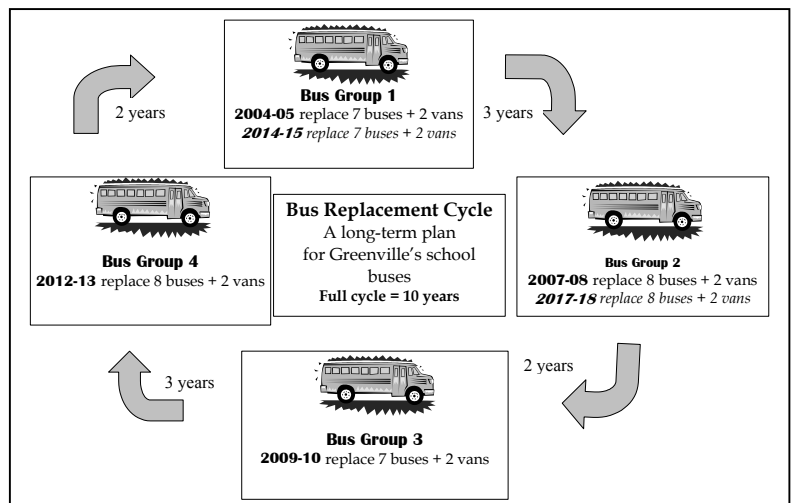 Bus Group 1
2004-05 replace 7 buses + 2 vans
2014-15 replace 7 buses + 2 vans
2 years
3 years
Bus Group 4
2012-13 replace 8 buses + 2 vans
Bus Replacement Cycle
A long-term plan
for Greenville's school
buses
Full cycle = 10 years
Bus Group 2
2007-08 replace 8 buses + 2 vans
2017-18 replace 8 buses + 2 vans
3 years
2 years
Bus Group 3
2009-10 replace 7 buses + 2 vans